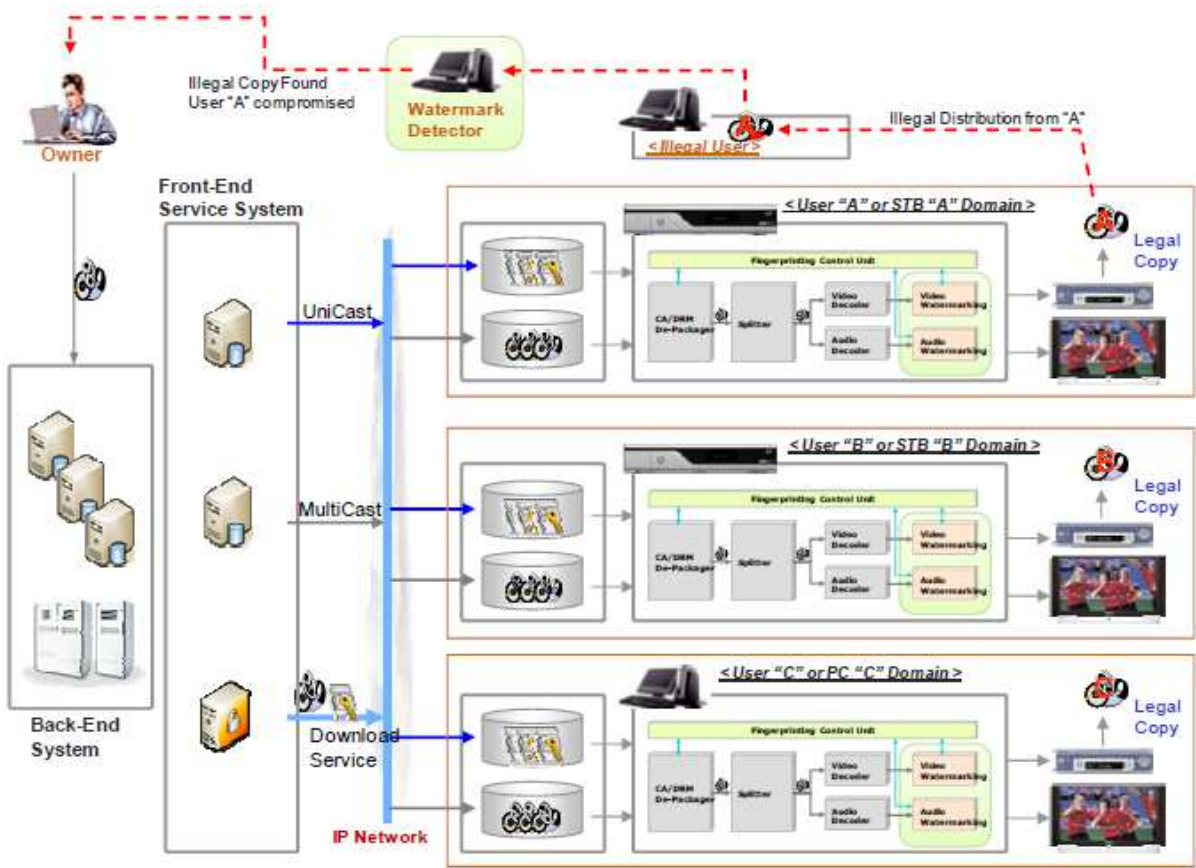 Illegal Copy Found
User "A" compromised
Watermark
Detector
Illegal Distribution from "A"
< Illegal User >
Owner
Front-End
Service System
UniCast
MultiCast
Download
Service
IP Network
Back-End
System
< User "A" or STB "A" Domain >
Fingerprinting Control Unit
CA/DRM
De-Packager
Splitter
Video
Decoder
Audio
Decoder
Video
Watermarking
Audio
Watermarking
A
A
Legal
Copy
< User "B" or STB "B" Domain >
Fingerprinting Control Unit
CA/DRM
De-Packager
Splitter
Video
Decoder
Audio
Decoder
Video
Watermarking
Audio
Watermarking
B
Legal
Copy
< User "C" or PC "C" Domain >
Fingerprinting Control Unit
CA/DRM
De-Packager
Splitter
Video
Decoder
Audio
Decoder
Video
Watermarking
Audio
Watermarking
C
Legal
Copy